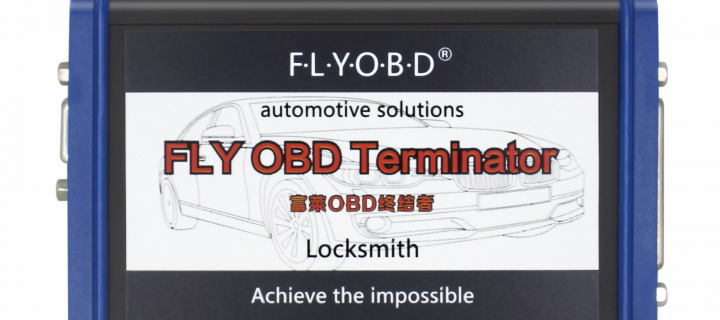 F·L·Y·O·B·D®
automotive solutions
FLY OBD Terminator
富莱OBD终结者
Locksmith
Achieve the impossible